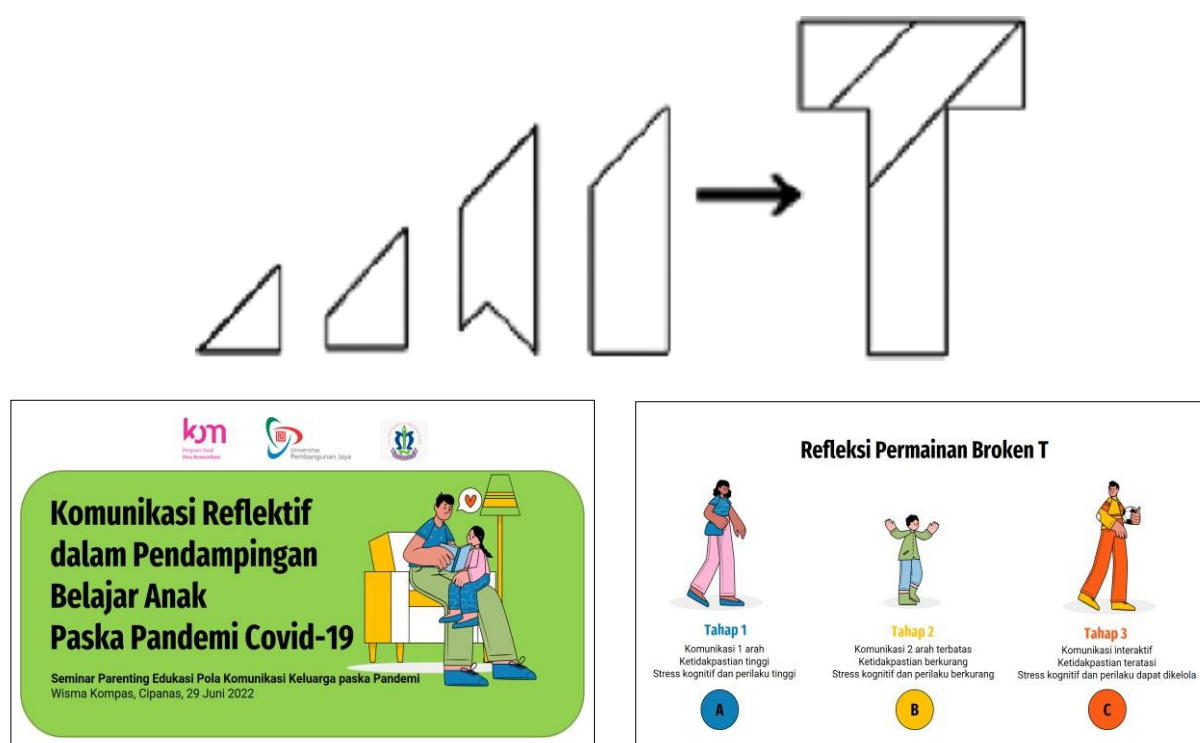 kom
Program Studi
Ilmu Komunikasi
Universitas
Pembangunan Jaya
Komunikasi Reflektif
dalam Pendampingan
Belajar Anak
Paska Pandemi Covid-19
Seminar Parenting Edukasi Pola Komunikasi Keluarga paska Pandemi
Wisma Kompas, Cipanas, 29 Juni 2022
Refleksi Permainan Broken T
Tahap 1
Komunikasi 1 arah
Ketidakpastian tinggi
Stress kognitif dan perilaku tinggi
A
Tahap 2
Komunikasi 2 arah terbatas
Ketidakpastian berkurang
Stress kognitif dan perilaku berkurang
B
Tahap 3
Komunikasi interaktif
Ketidakpastian teratasi
Stress kognitif dan perilaku dapat dikelola
C